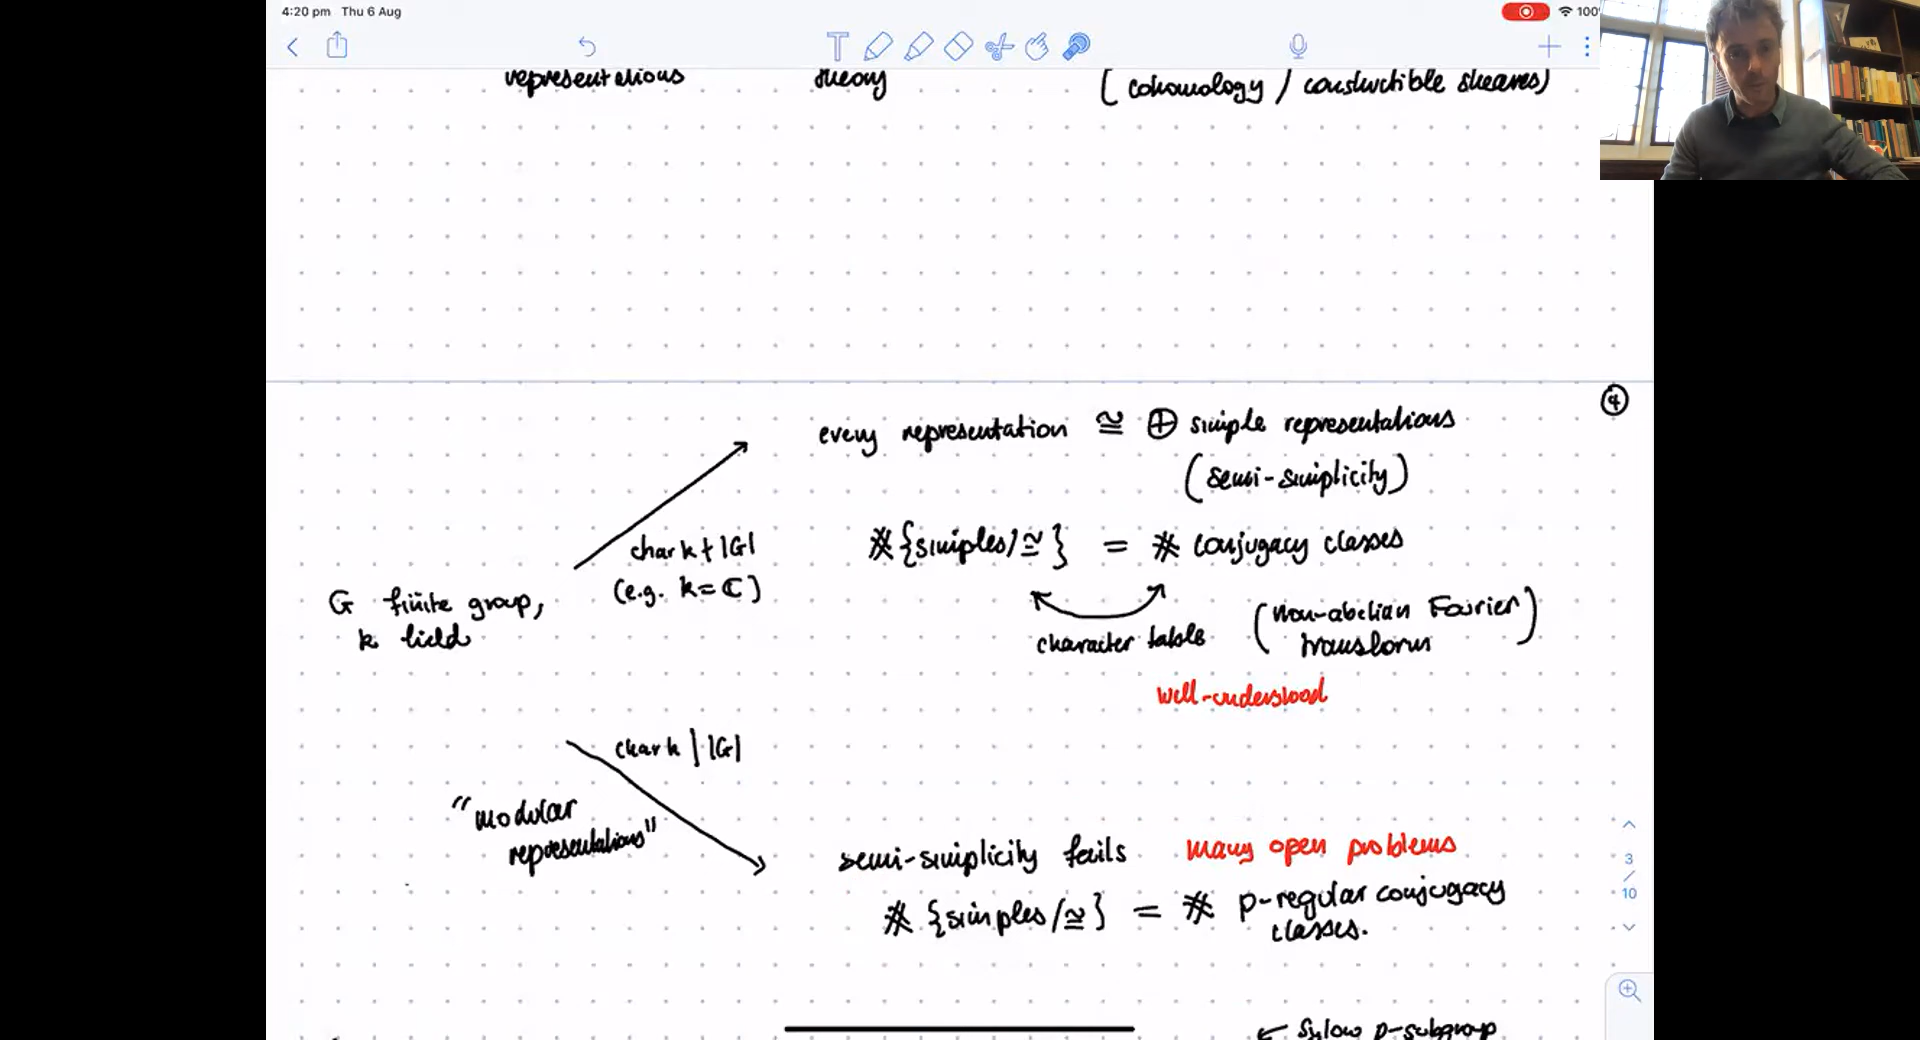 4:20 pm Thu 6 Aug
100
representations theory (cohomology / constructible sheaves)
4
every representation ≅ ⊕ simple representations
(semi-simplicity)
char k ∤ |G|
(e.g. k = ℂ)
#{simples/≅} = # conjugacy classes
G finite group,
k field
character table (non-abelian Fourier
transform)
well-understood
char k | |G|
"modular
representations"
semi-simplicity fails many open problems
#{simples/≅} = # p-regular conjugacy
classes.
3
/
10
← Sylow p-subgroup